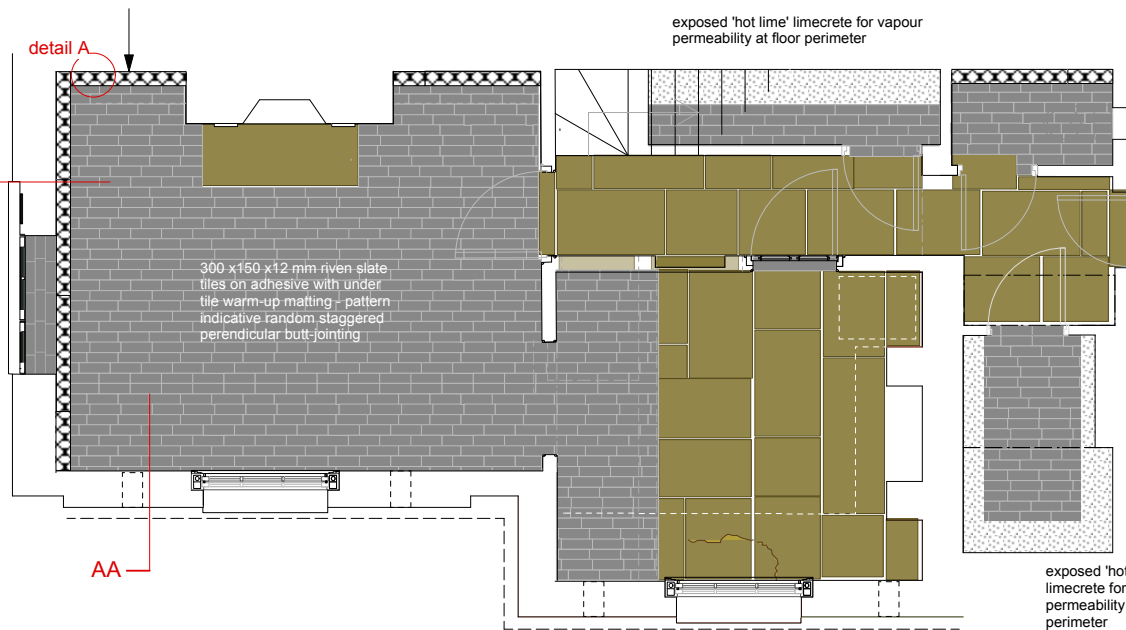 exposed 'hot lime' limecrete for vapour
permeability at floor perimeter
detail A
300 x150 x12 mm riven slate
tiles on adhesive with under
tile warm-up matting - pattern
indicative random staggered
perendicular butt-jointing
AA
exposed 'hot
limecrete for
permeability
perimeter